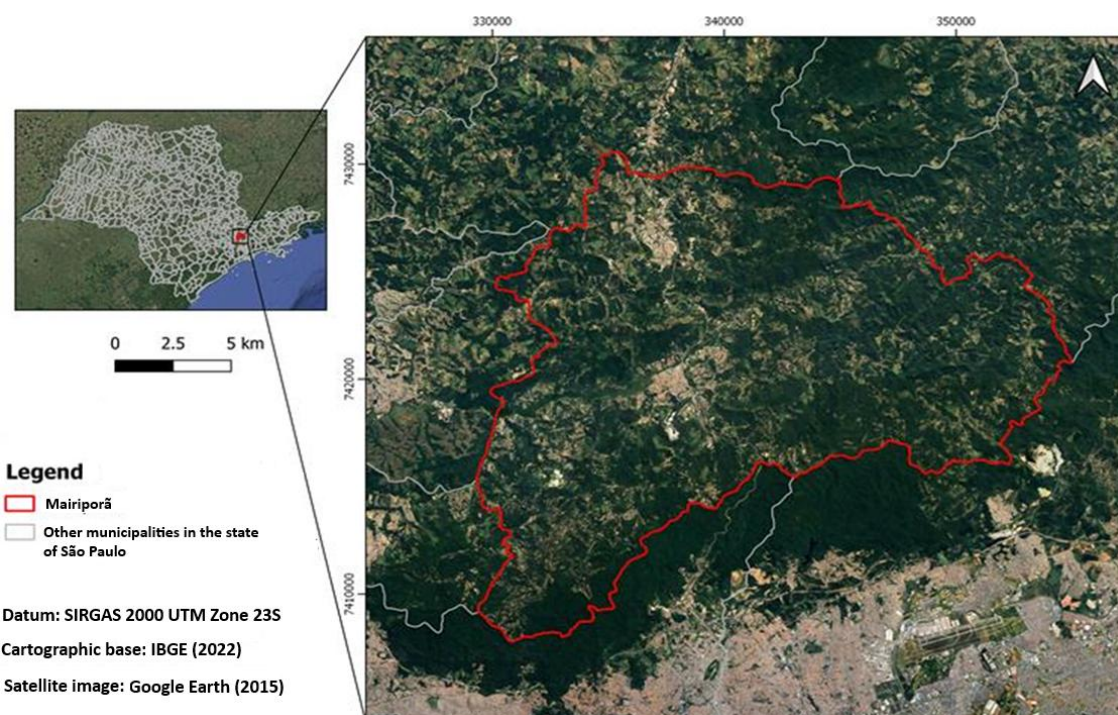 330000
340000
350000
7430000
7420000
7410000
0 2.5 5 km
Legend
Mairiporã
Other municipalities in the state
of São Paulo
Datum: SIRGAS 2000 UTM Zone 23S
Cartographic base: IBGE (2022)
Satellite image: Google Earth (2015)